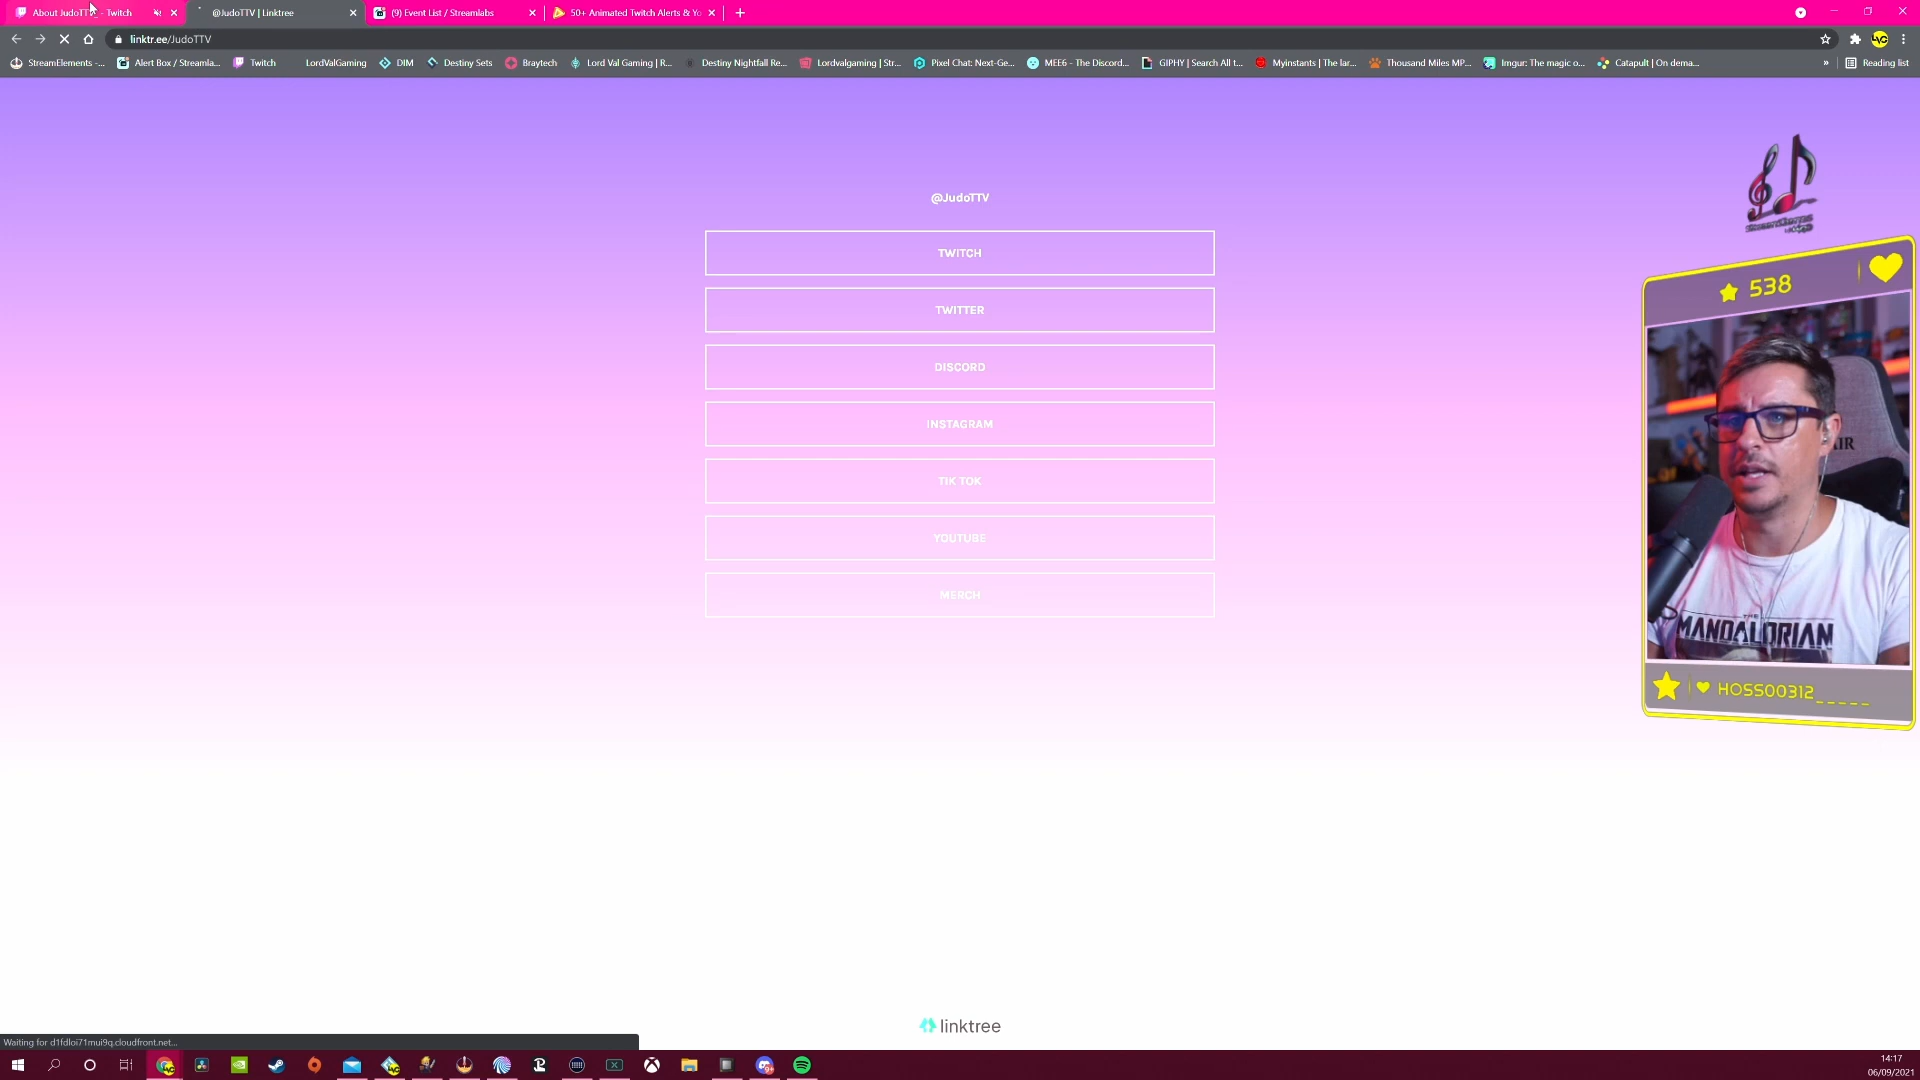 About JudoTTV - Twitch
@JudoTTV | Linktree
(9) Event List / Streamlabs
50+ Animated Twitch Alerts & Yo
linktr.ee/JudoTTV
StreamElements -...
Alert Box / Streamla...
Twitch
LordValGaming
DIM
Destiny Sets
Braytech
Lord Val Gaming | R...
Destiny Nightfall Re...
Lordvalgaming | Str...
Pixel Chat: Next-Ge...
MEE6 - The Discord...
GIPHY | Search All t...
Myinstants | The lar...
Thousand Miles MP...
Imgur: The magic o...
Catapult | On dema...
»
Reading list
@JudoTTV
TWITCH
TWITTER
DISCORD
INSTAGRAM
TIK TOK
YOUTUBE
MERCH
538
THE
MANDALORIAN
HOSS00312_____
linktree
Waiting for d1fdloi71mui9q.cloudfront.net...
14:17
06/09/2021